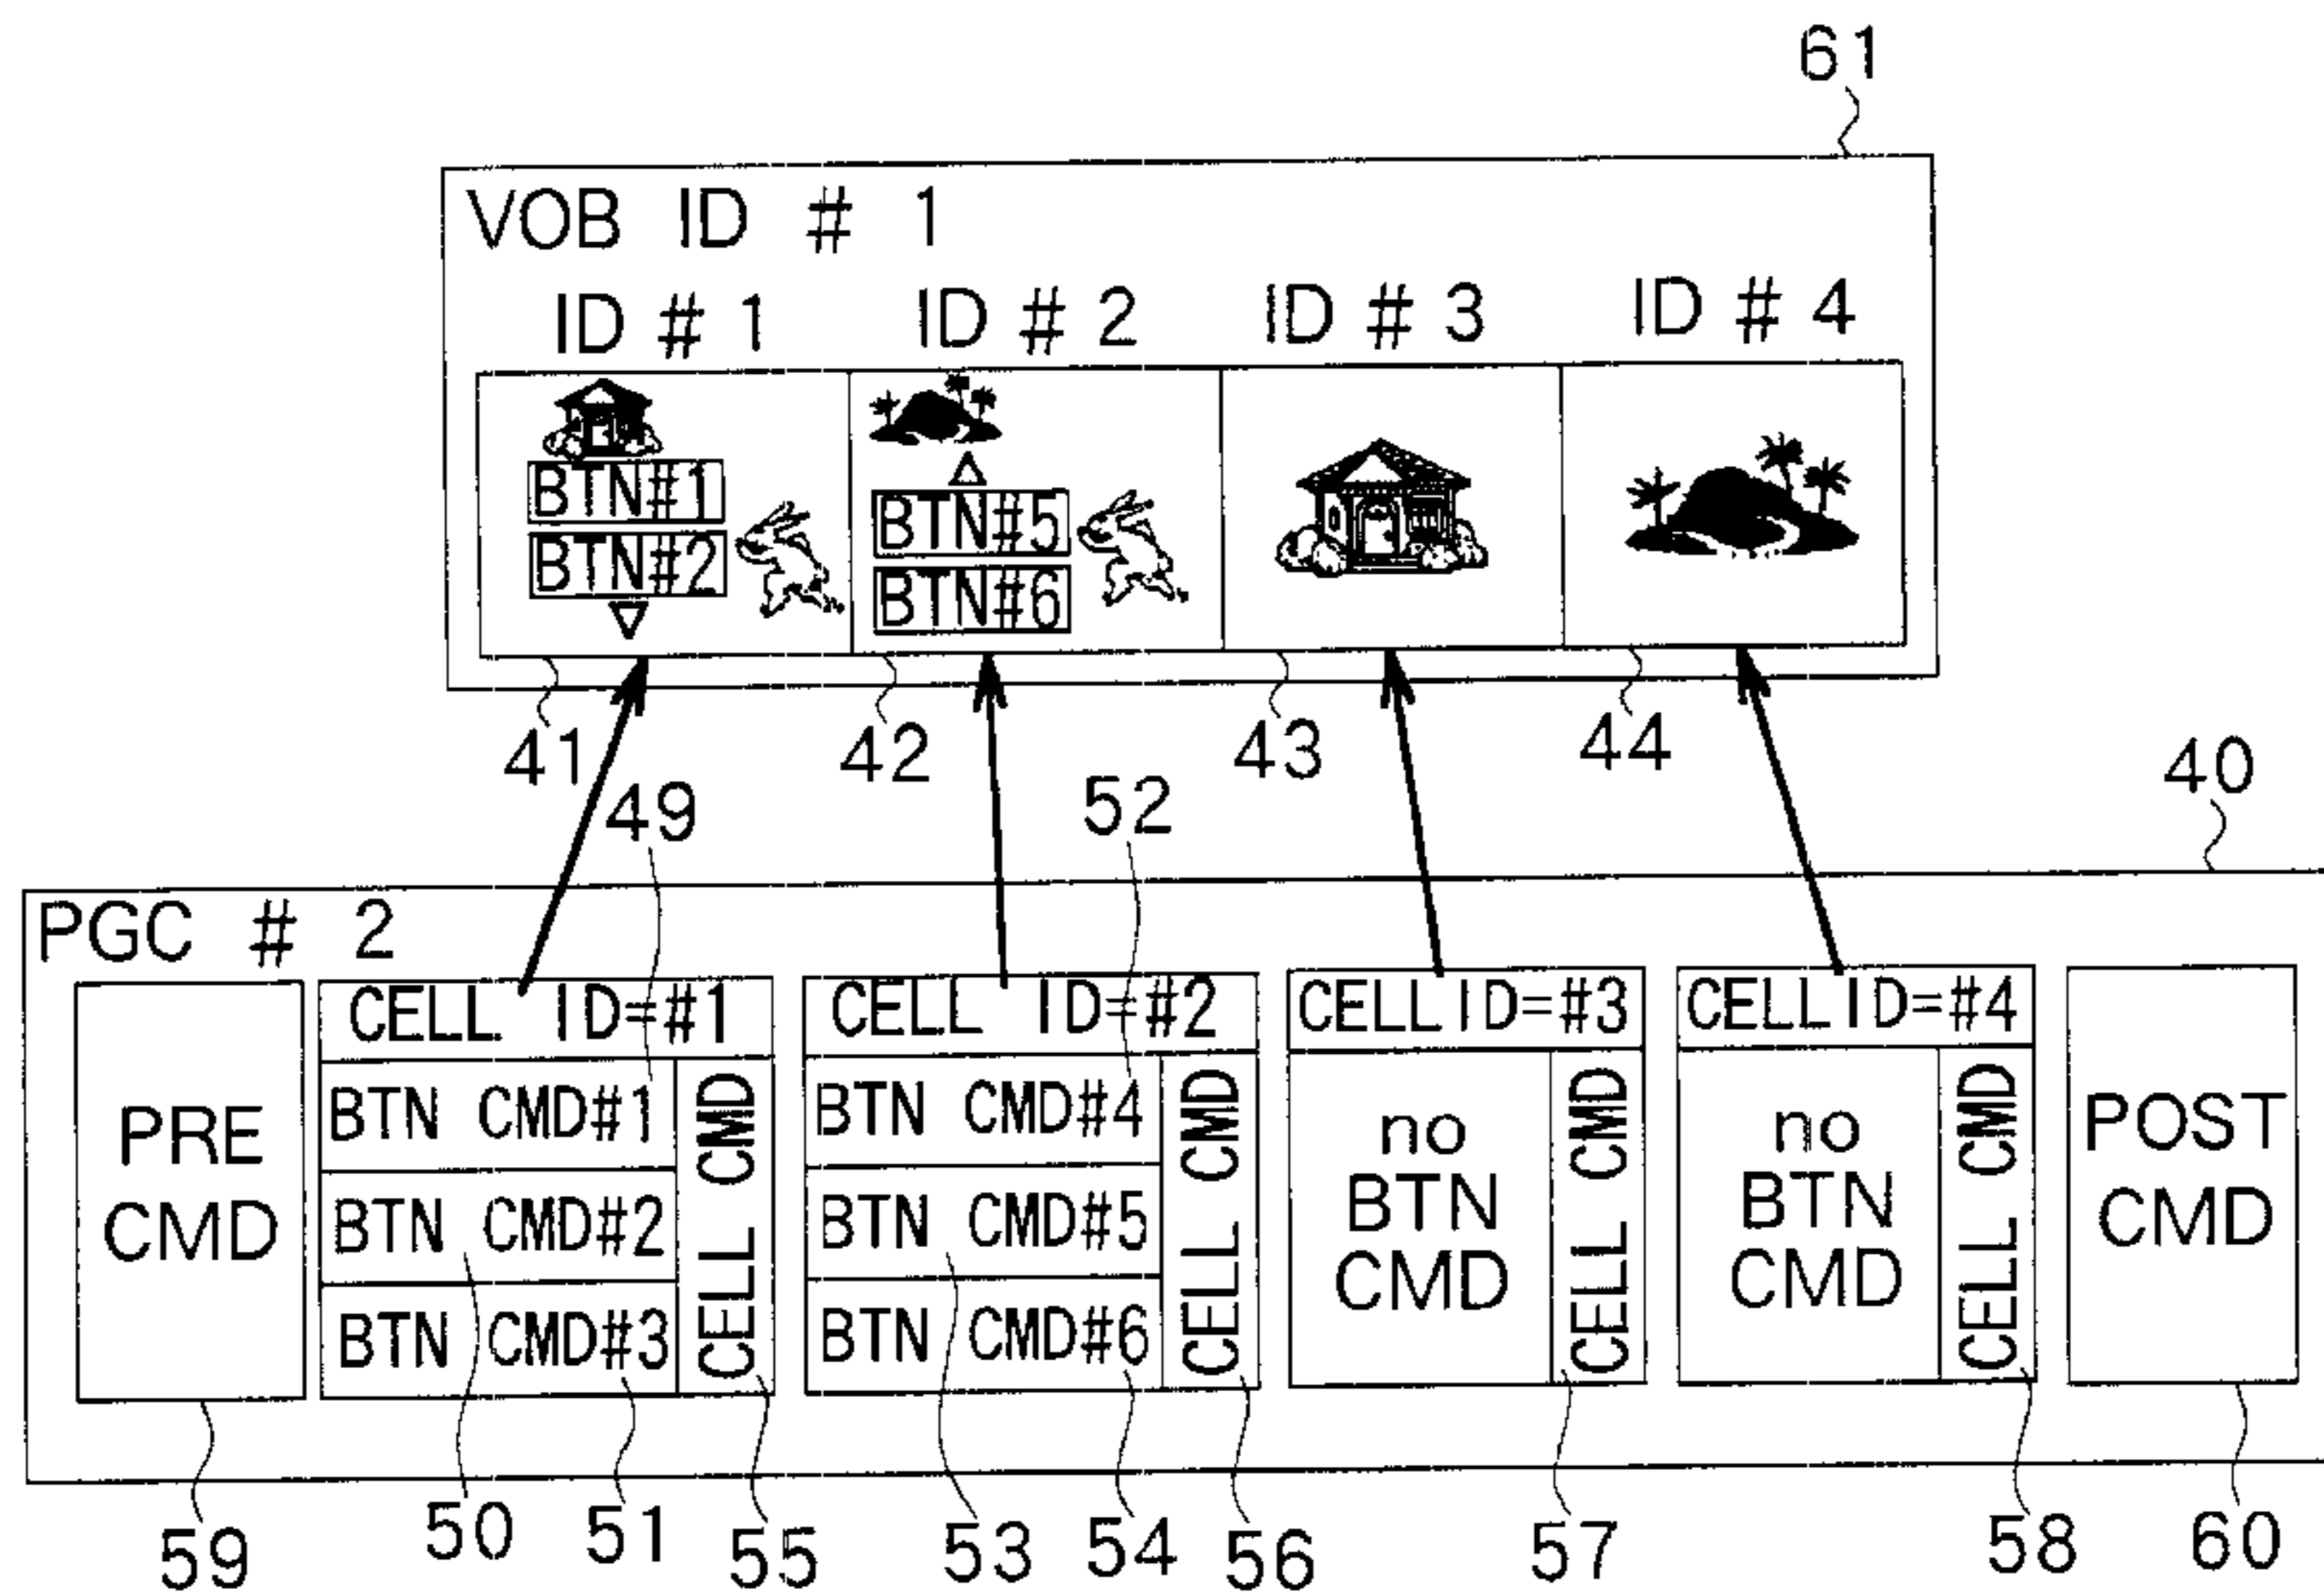 61
VOB ID # 1
ID # 1 ID # 2 ID # 3 ID # 4
BTN#1
BTN#2
BTN#5
BTN#6
41 42 43 44
49 52 40
PGC # 2
PRE
CMD
CELL ID=#1
BTN CMD#1
BTN CMD#2
BTN CMD#3
CELL CMD
CELL ID=#2
BTN CMD#4
BTN CMD#5
BTN CMD#6
CELL CMD
CELL ID=#3
no
BTN
CMD
CELL CMD
CELL ID=#4
no
BTN
CMD
CELL CMD
POST
CMD
59 50 51 55 53 54 56 57 58 60